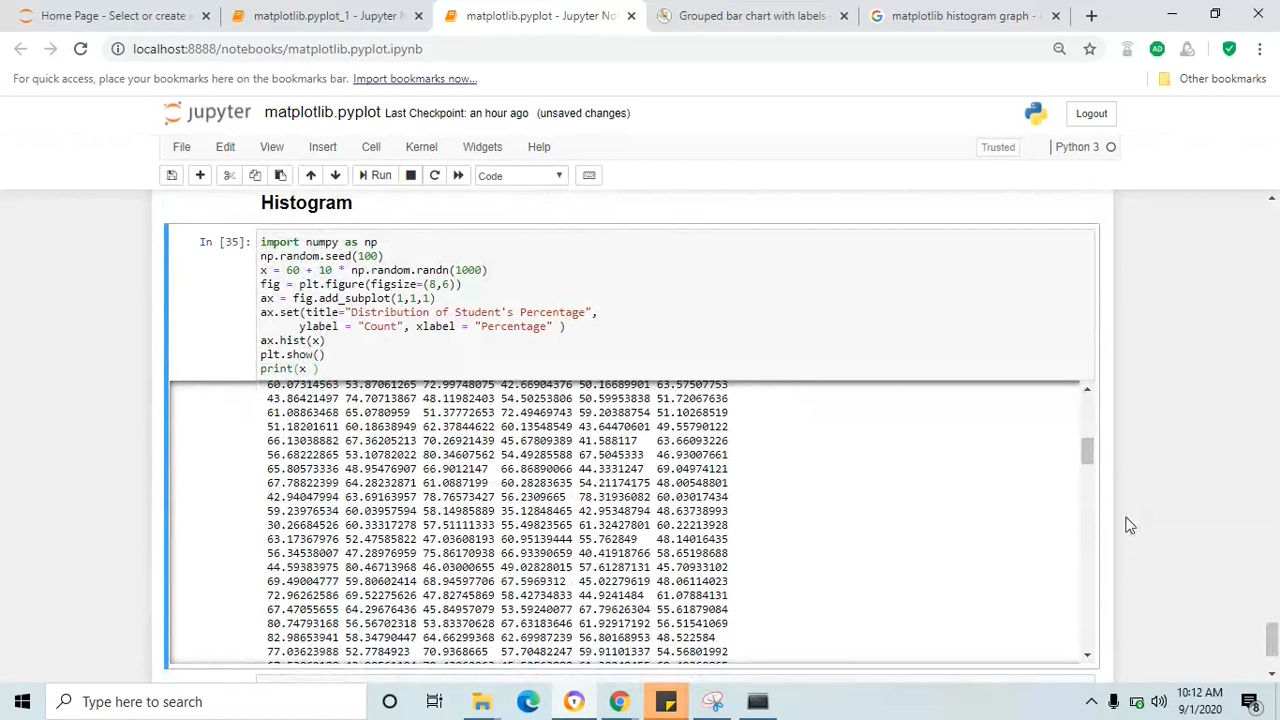 Home Page - Select or create
matplotlib.pyplot_1 - Jupyter
matplotlib.pyplot - Jupyter No
Grouped bar chart with labels
matplotlib histogram graph -
localhost:8888/notebooks/matplotlib.pyplot.ipynb
For quick access, place your bookmarks here on the bookmarks bar. Import bookmarks now...
Other bookmarks
jupyter matplotlib.pyplot Last Checkpoint: an hour ago (unsaved changes)
Logout
File Edit View Insert Cell Kernel Widgets Help
Trusted
Python 3
Run
Code
Histogram
In [35]:
import numpy as np
np.random.seed(100)
x = 60 + 10 * np.random.randn(1000)
fig = plt.figure(figsize=(8,6))
ax = fig.add_subplot(1,1,1)
ax.set(title="Distribution of Student's Percentage",
ylabel = "Count", xlabel = "Percentage" )
ax.hist(x)
plt.show()
print(x )
60.07314563 53.87061265 72.99748075 42.66904376 50.16689901 63.57507753
43.86421497 74.70713867 48.11982403 54.50253806 50.59953838 51.72067636
61.08863468 65.0780959 51.37772653 72.49469743 59.20388754 51.10268519
51.18201611 60.18638949 62.37844622 60.13548549 43.64470601 49.55790122
66.13038882 67.36205213 70.26921439 45.67809389 41.588117 63.66093226
56.68222865 53.10782022 80.34607562 54.49285588 67.5045333 46.93007661
65.80573336 48.95476907 66.9012147 66.86890066 44.3331247 69.04974121
67.78822399 64.28232871 61.0887199 60.28283635 54.21174175 48.00548801
42.94047994 63.69163957 78.76573427 56.2309665 78.31936082 60.03017434
59.23976534 60.03957594 58.14985889 35.12848465 42.95348794 48.63738993
30.26684526 60.33317278 57.51111333 55.49823565 61.32427801 60.22213928
63.17367976 52.47585822 47.03608193 60.95139444 55.762849 48.14016435
56.34538007 47.28976959 75.86170938 66.93390659 40.41918766 58.65198688
44.59383975 80.46713968 46.03000655 49.02828015 57.61287131 45.70933102
69.49004777 59.80602414 68.94597706 67.5969312 45.02279619 48.06114023
72.96262586 69.52275626 47.82745869 58.42734833 44.9241484 61.07884131
67.47055655 64.29676436 45.84957079 53.59240077 67.79626304 55.61879084
80.74793168 56.56702318 53.83370628 67.63183646 61.92917192 56.51541069
82.98653941 58.34790447 64.66299368 62.69987239 56.80168953 48.522584
77.03623988 52.7784923 70.9368665 57.70482247 59.91101337 54.56801992
Type here to search
10:12 AM
9/1/2020
8